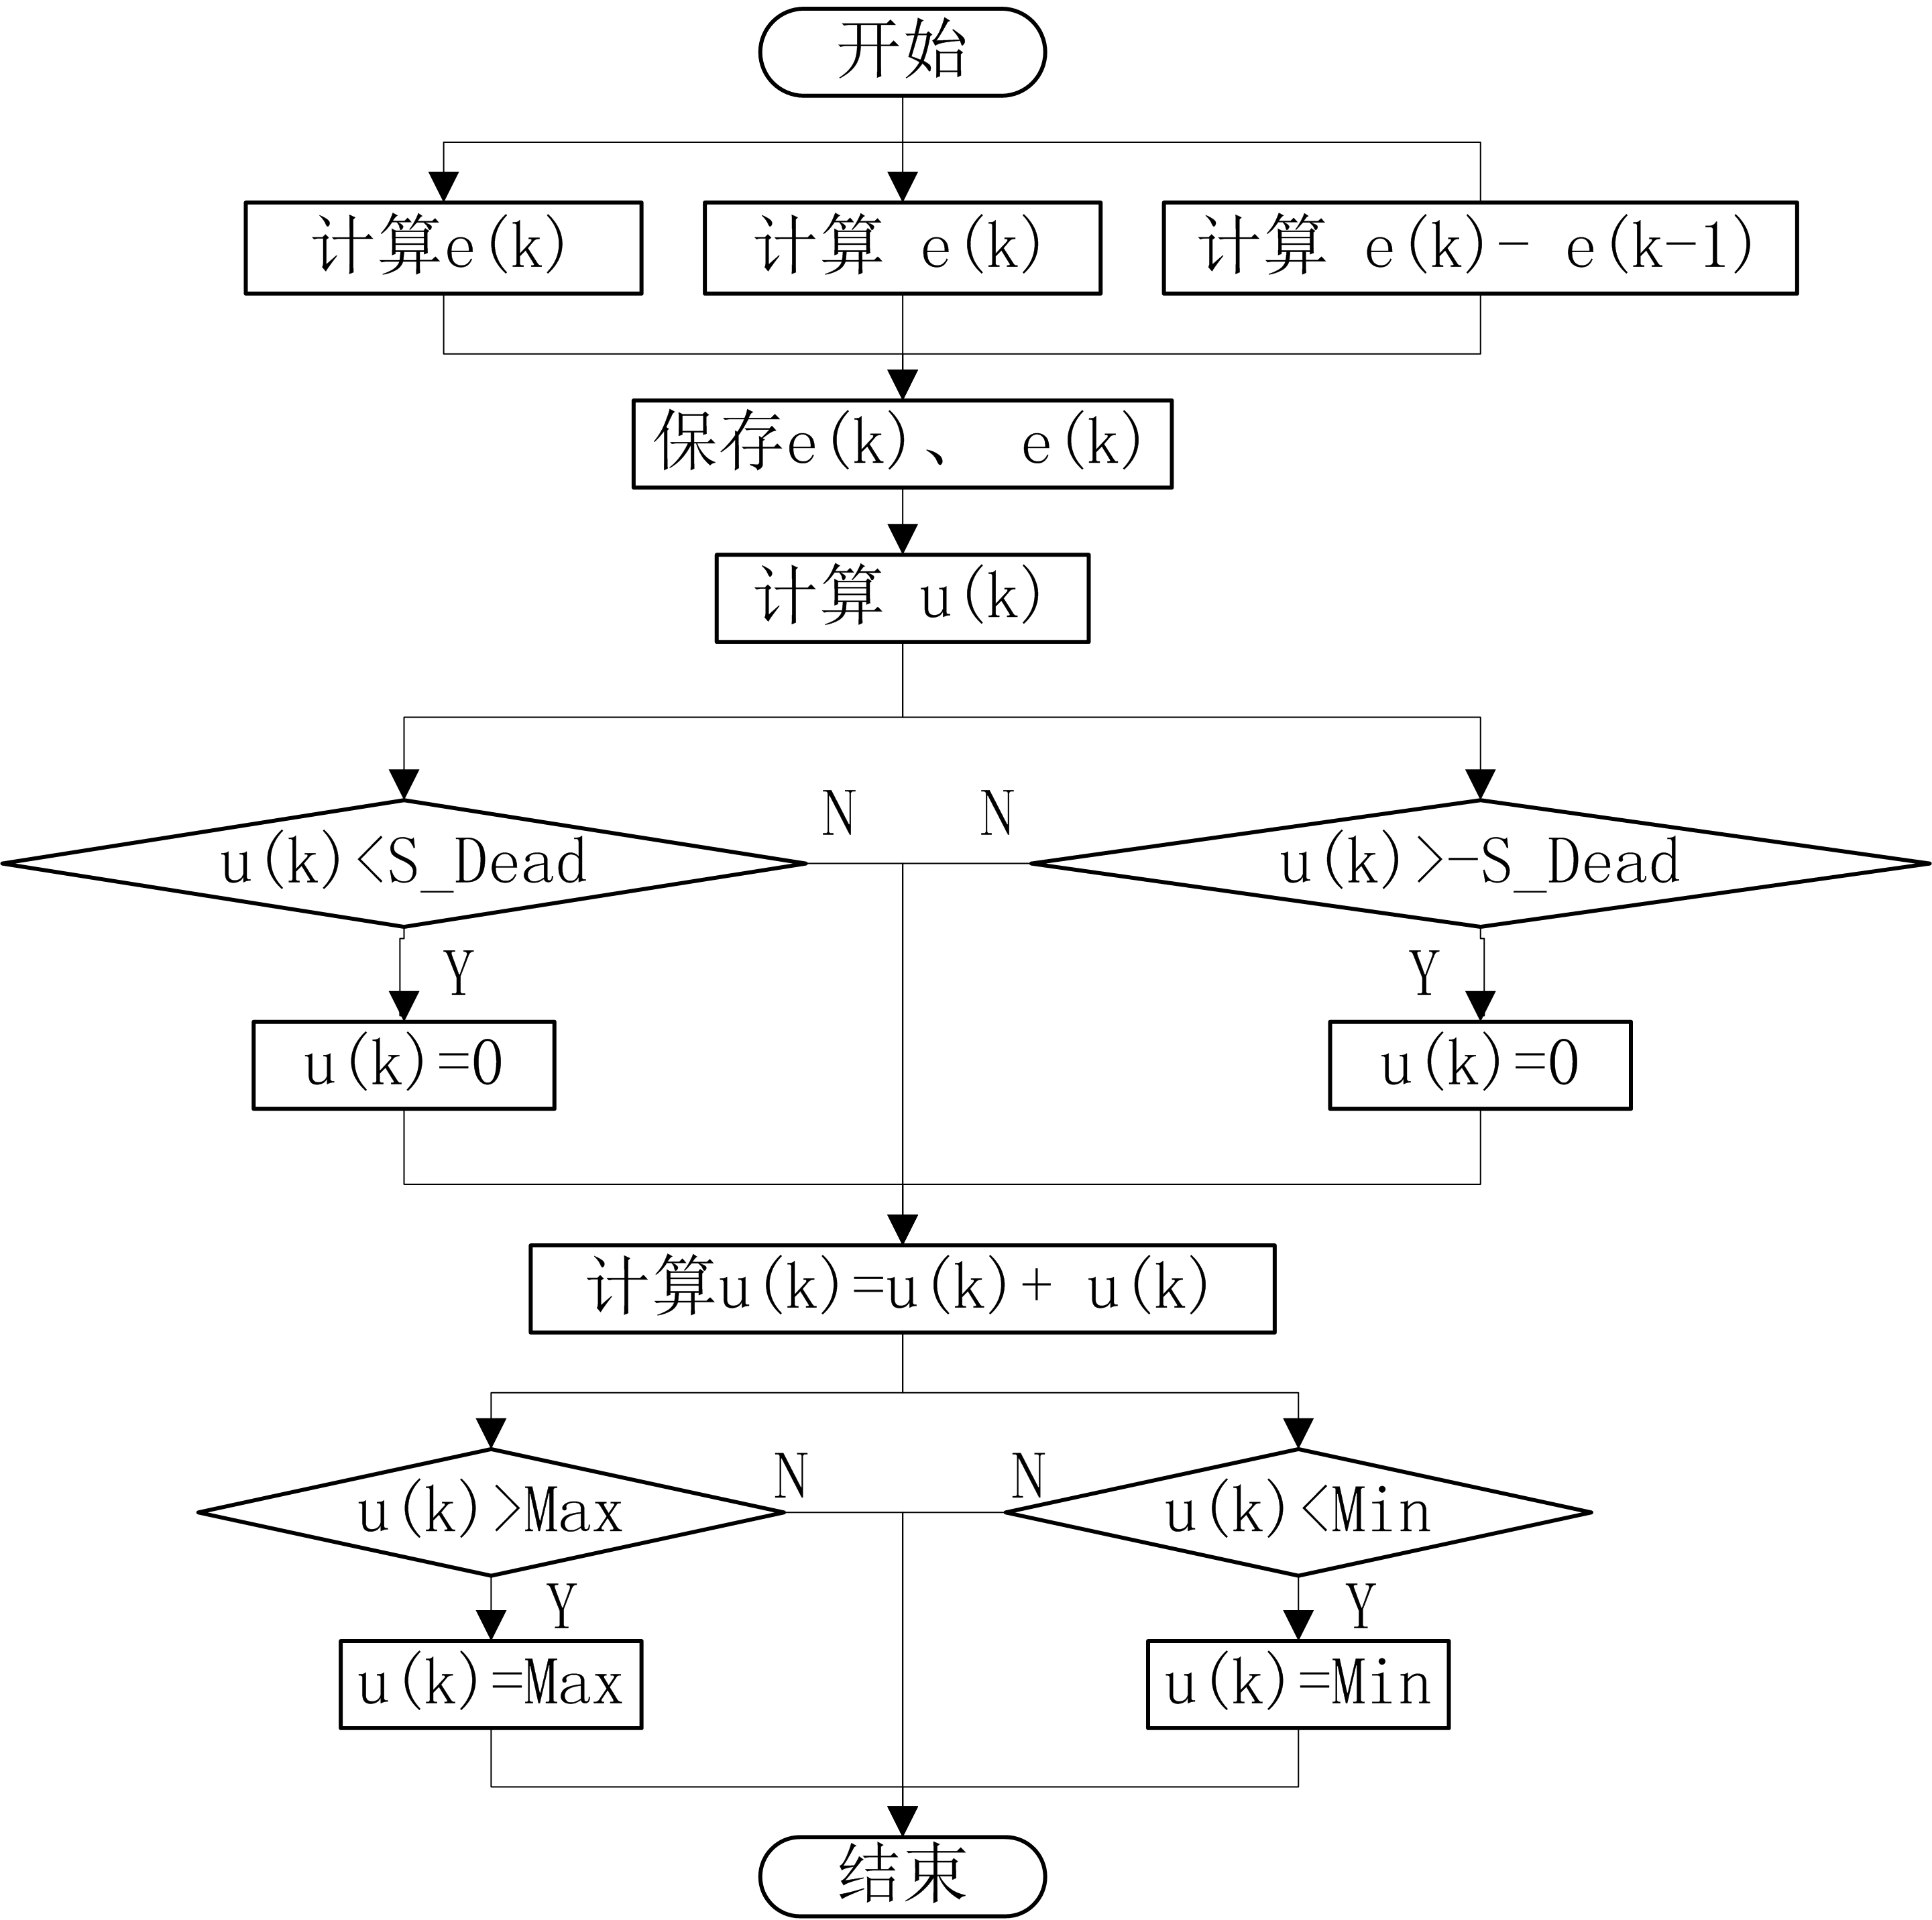 开始
计算e(k)
计算 e(k)
计算 e(k)- e(k-1)
保存e(k)、 e(k)
计算 u(k)
N
N
u(k)<S_Dead
u(k)>-S_Dead
Y
Y
u(k)=0
u(k)=0
计算u(k)=u(k)+ u(k)
N
N
u(k)>Max
u(k)<Min
Y
Y
u(k)=Max
u(k)=Min
结束